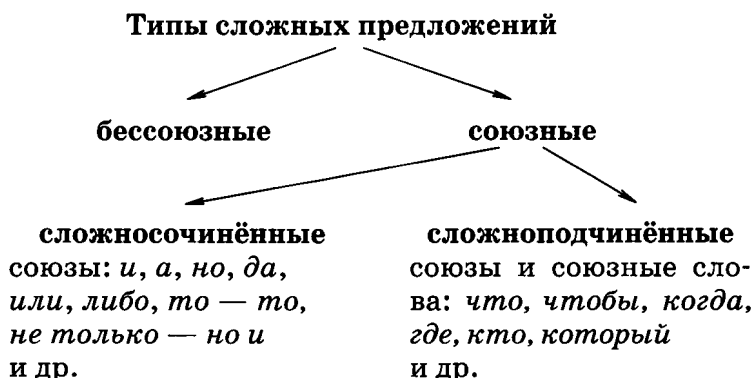 Типы сложных предложений
бессоюзные
союзные
сложносочинённые
союзы: и, а, но, да,
или, либо, то — то,
не только — но и
и др.
сложноподчинённые
союзы и союзные сло-
ва: что, чтобы, когда,
где, кто, который
и др.